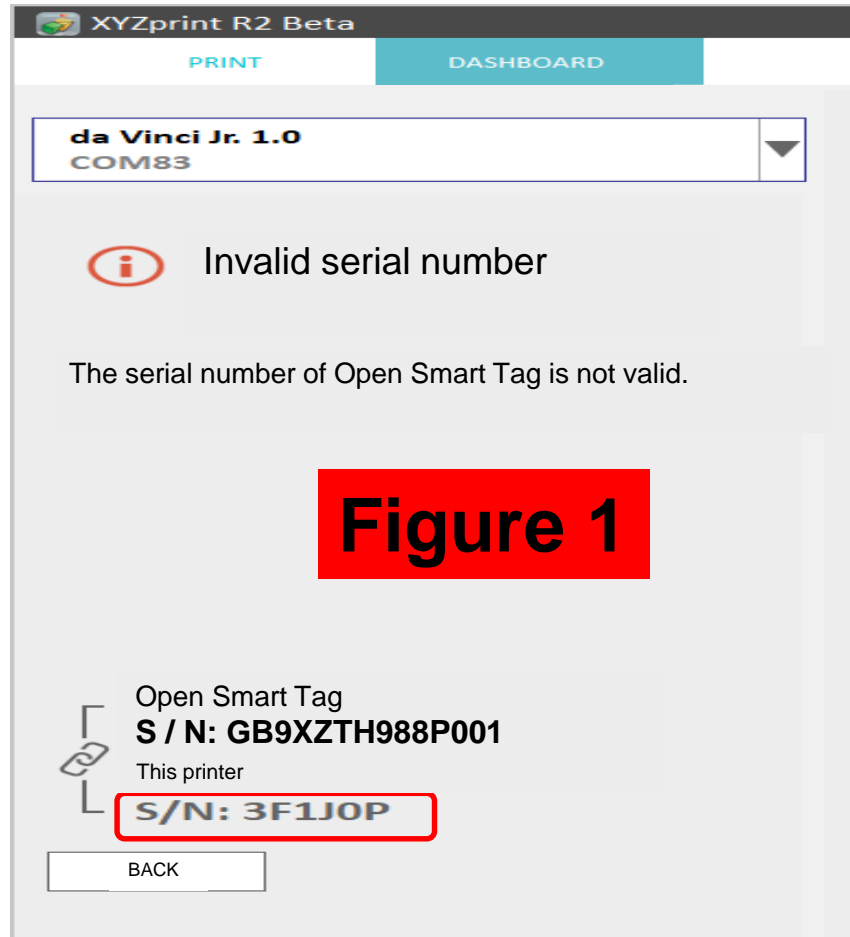 XYZprint R2 Beta
PRINT DASHBOARD
da Vinci Jr. 1.0
COM83
Invalid serial number
The serial number of Open Smart Tag is not valid.
Figure 1
Open Smart Tag
S / N: GB9XZTH988P001
This printer
S/N: 3F1J0P
BACK